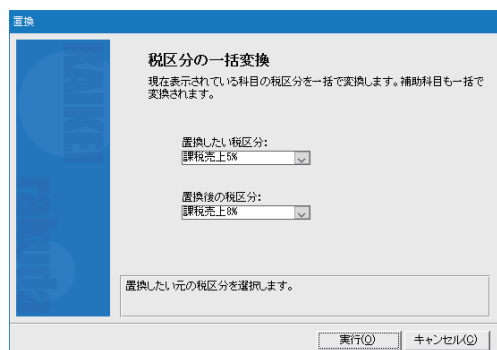 置換
税区分の一括変換
現在表示されている科目の税区分を一括で変換します。補助科目も一括で
変換されます。
置換したい税区分:
課税売上5%
置換後の税区分:
課税売上8%
置換したい元の税区分を選択します。
実行(O) キャンセル(C)
KAIKEI
rakuda